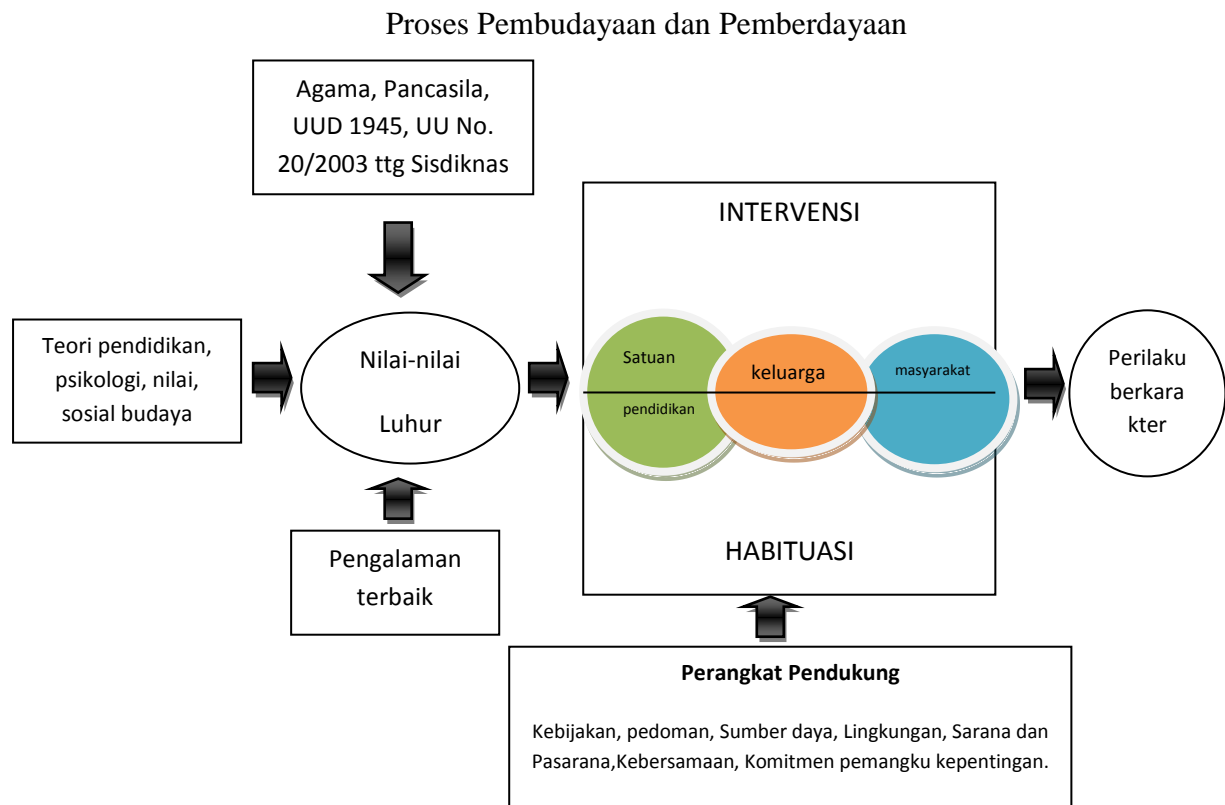 Proses Pembudayaan dan Pemberdayaan
Agama, Pancasila,
UUD 1945, UU No.
20/2003 ttg Sisdiknas
INTERVENSI
Teori pendidikan,
psikologi, nilai,
sosial budaya
Nilai-nilai
Luhur
Satuan
pendidikan
keluarga
masyarakat
Perilaku
berkara
kter
Pengalaman
terbaik
HABITUASI
Perangkat Pendukung
Kebijakan, pedoman, Sumber daya, Lingkungan, Sarana dan
Pasarana,Kebersamaan, Komitmen pemangku kepentingan.